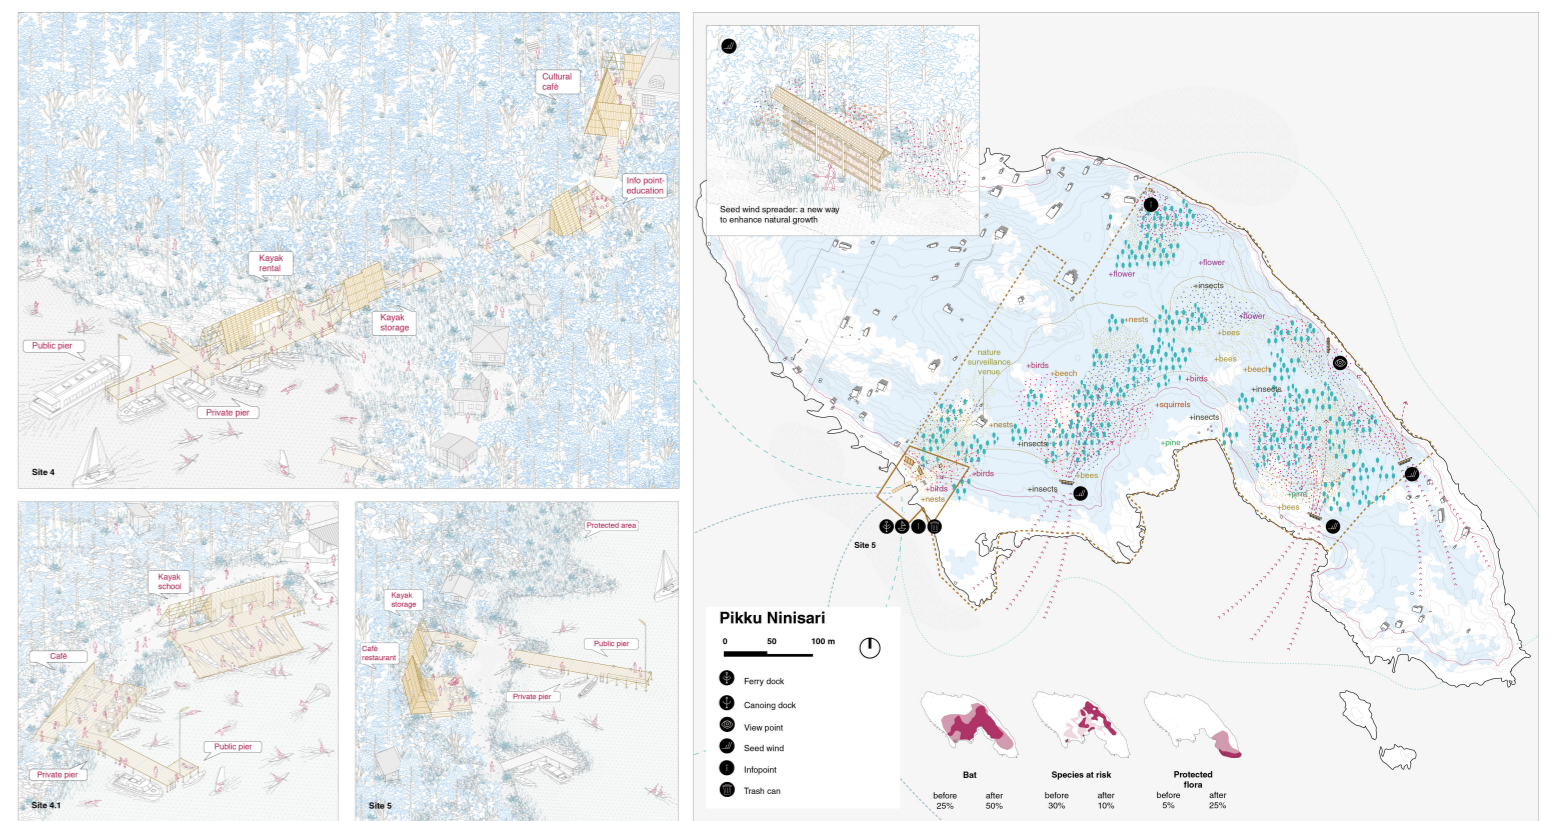 Cultural
cafè
Info point-
education
Kayak
rental
Kayak
storage
Public pier
Private pier
Site 4
Kayak
school
Cafè
Public pier
Private pier
Site 4.1
Protected area
Kayak
storage
Cafè
restaurant
Public pier
Private pier
Site 5
Seed wind spreader: a new way
to enhance natural growth
+flower
+flower
+insects
+nests
+flower
+bees
nature
surveillance
venue
+birds
+beech
+bees
+beech
+birds
+insects
+squirrels
+insects
+nests
+insects
+pine
+birds
+bees
+birds
+insects
+nests
+pine
+bees
Site 5
Pikku Ninisari
0 50 100 m
Ferry dock
Canoing dock
View point
Seed wind
Infopoint
Trash can
Bat
before after
25% 50%
Species at risk
before after
30% 10%
Protected
flora
before after
5% 25%